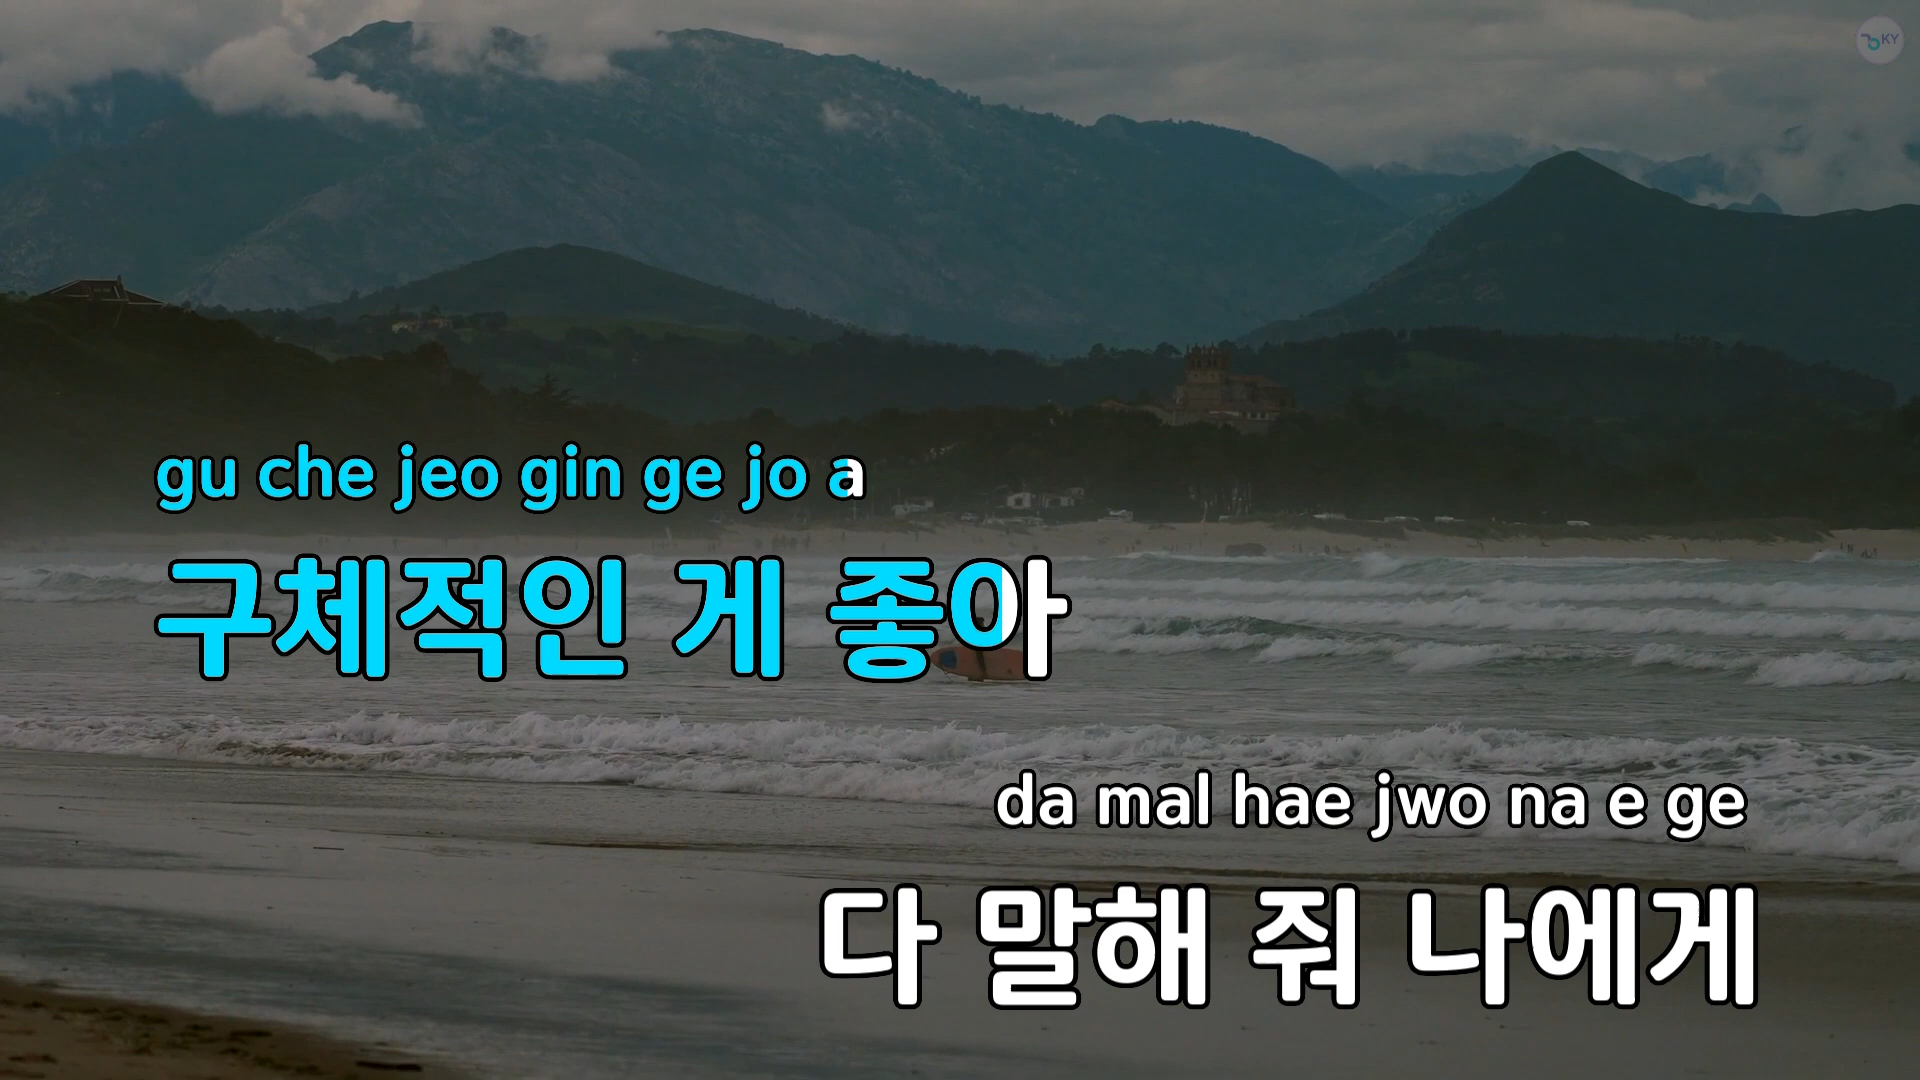 KY
gu che jeo gin ge jo a
구체적인 게 좋아
da mal hae jwo na e ge
다 말해 줘 나에게